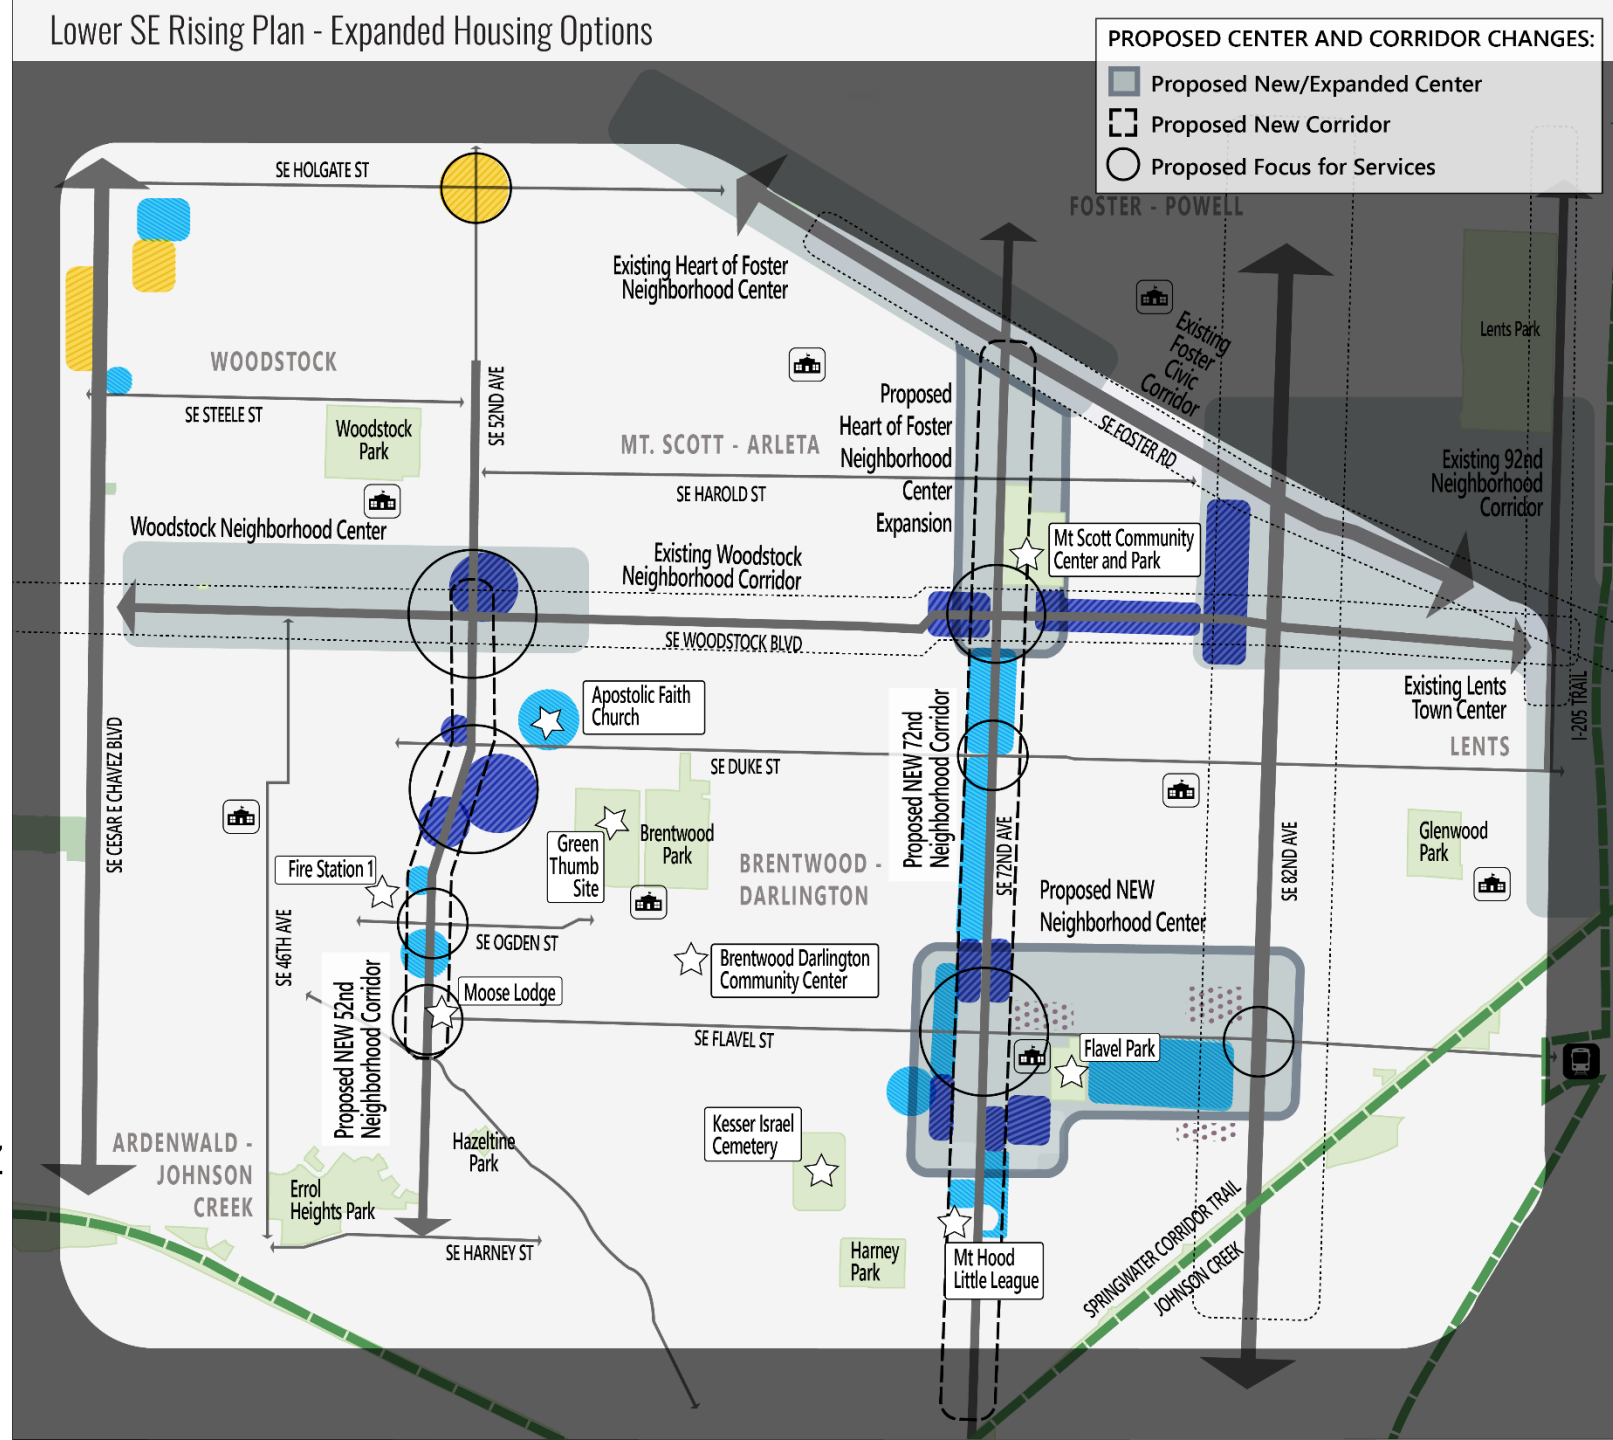 Lower SE Rising Plan - Expanded Housing Options
PROPOSED CENTER AND CORRIDOR CHANGES:
Proposed New/Expanded Center
Proposed New Corridor
Proposed Focus for Services
SE HOLGATE ST
FOSTER - POWELL
Existing Heart of Foster
Neighborhood Center
Existing
Foster
Civic
Corridor
Lents Park
WOODSTOCK
SE STEELE ST
SE 52ND AVE
Woodstock
Park
MT. SCOTT - ARLETA
Proposed
Heart of Foster
Neighborhood
Center
Expansion
SE FOSTER RD
Existing 92nd
Neighborhood
Corridor
SE HAROLD ST
Woodstock Neighborhood Center
Existing Woodstock
Neighborhood Corridor
Mt Scott Community
Center and Park
SE WOODSTOCK BLVD
Apostolic Faith
Church
Existing Lents
Town Center
I-205 TRAIL
LENTS
SE CESAR E CHAVEZ BLVD
SE DUKE ST
Proposed NEW 72nd
Neighborhood Corridor
SE 72ND AVE
SE 82ND AVE
Green
Thumb
Site
Brentwood
Park
Glenwood
Park
BRENTWOOD -
DARLINGTON
Fire Station 1
Proposed NEW
Neighborhood Center
SE 46TH AVE
SE OGDEN ST
Brentwood Darlington
Community Center
Proposed NEW 52nd
Neighborhood Corridor
Moose Lodge
SE FLAVEL ST
Flavel Park
ARDENWALD -
JOHNSON
CREEK
Hazeltine
Park
Kesser Israel
Cemetery
Errol
Heights Park
SE HARNEY ST
Harney
Park
Mt Hood
Little League
SPRINGWATER CORRIDOR TRAIL
JOHNSON CREEK